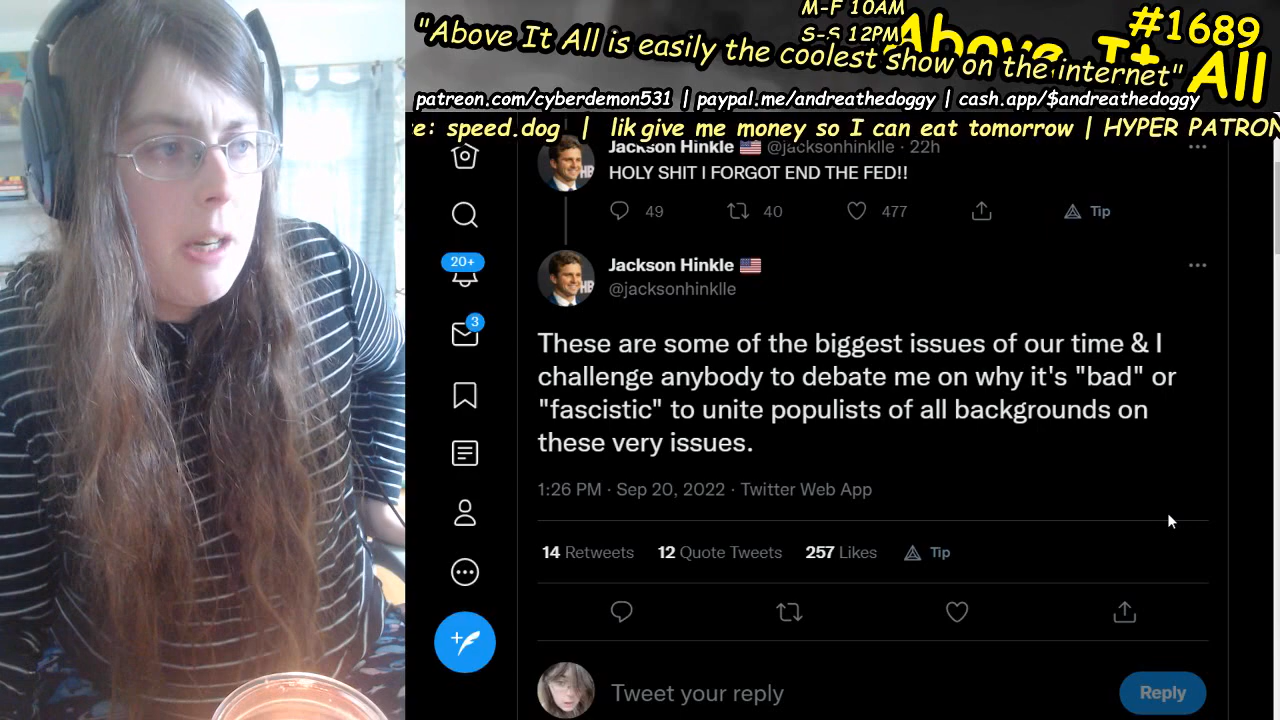 M-F 10AM
S-S 12PM
#1689
Above It All
"Above It All is easily the coolest show on the internet"
patreon.com/cyberdemon531 | paypal.me/andreathedoggy | cash.app/$andreathedoggy
e: speed.dog | lik give me money so I can eat tomorrow | HYPER PATRON
Jackson Hinkle @jacksonhinklle · 22h
HOLY SHIT I FORGOT END THE FED!!
49 40 477 Tip
20+
Jackson Hinkle
@jacksonhinklle
3
These are some of the biggest issues of our time & I
challenge anybody to debate me on why it's "bad" or
"fascistic" to unite populists of all backgrounds on
these very issues.
1:26 PM · Sep 20, 2022 · Twitter Web App
14 Retweets 12 Quote Tweets 257 Likes Tip
Tweet your reply
Reply